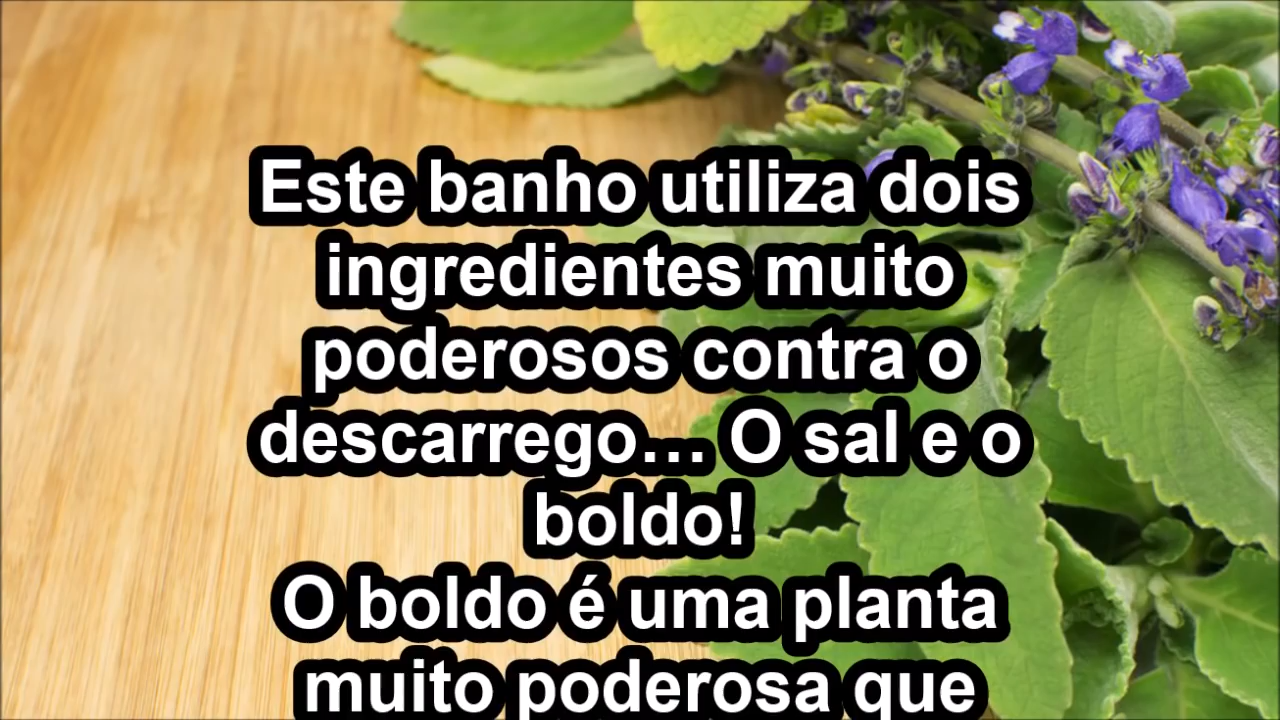 Este banho utiliza dois
ingredientes muito
poderosos contra o
descarrego... O sal e o
boldo!
O boldo é uma planta
muito poderosa que